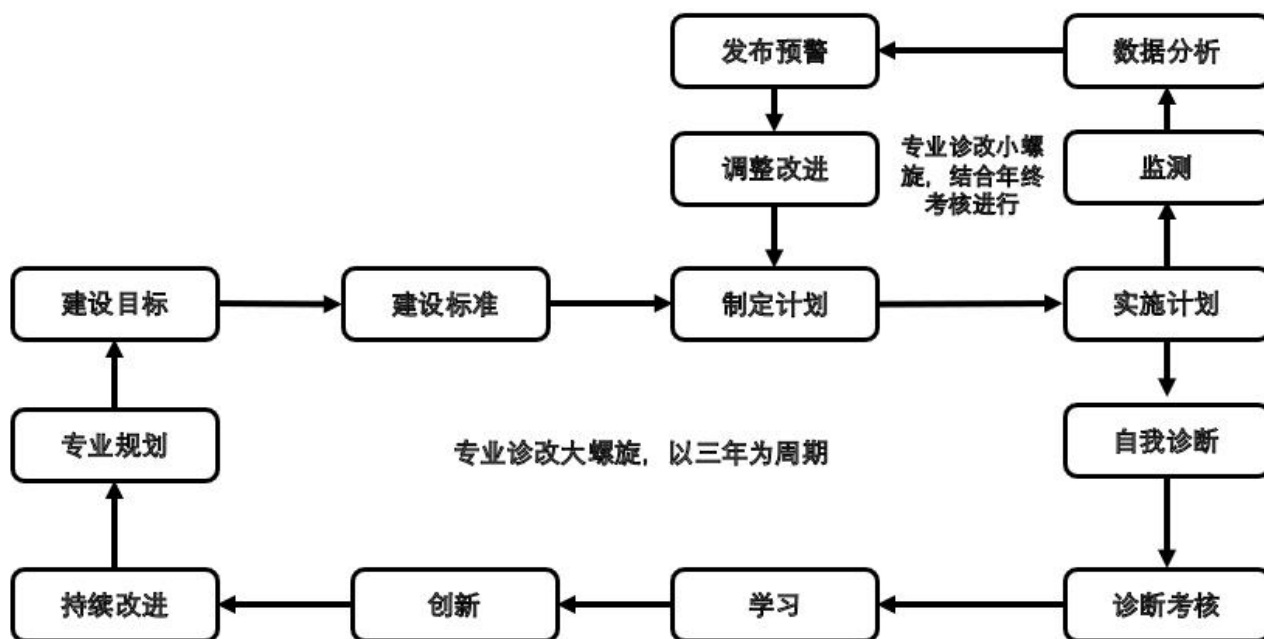 发布预警
数据分析
调整改进
专业诊改小螺
旋，结合年终
考核进行
监测
建设目标
建设标准
制定计划
实施计划
专业规划
专业诊改大螺旋，以三年为周期
自我诊断
持续改进
创新
学习
诊断考核